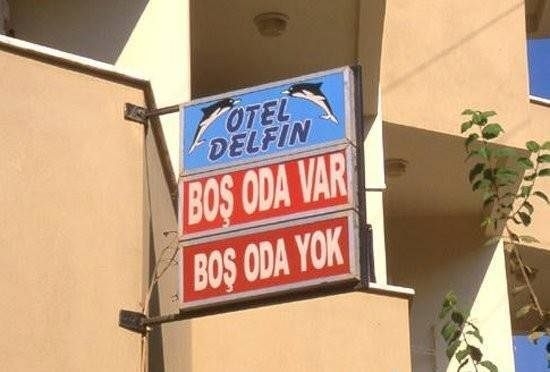 OTEL
DELFIN
BOŞ ODA VAR
BOŞ ODA YOK